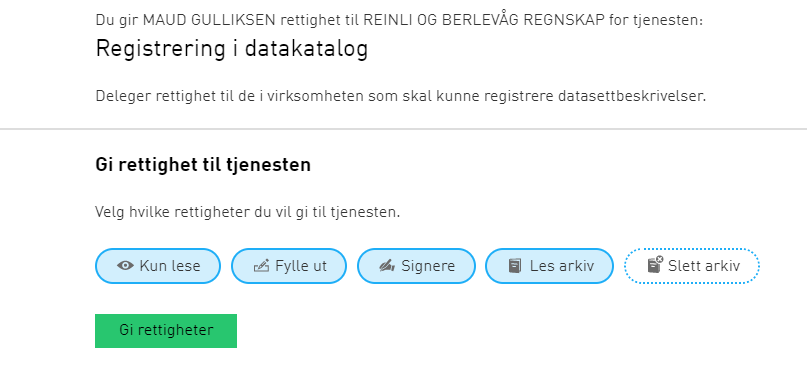 Du gir MAUD GULLIKSEN rettighet til REINLI OG BERLEVÅG REGNSKAP for tjenesten:
Registrering i datakatalog
Deleger rettighet til de i virksomheten som skal kunne registrere datasettbeskrivelser.
Gi rettighet til tjenesten
Velg hvilke rettigheter du vil gi til tjenesten.
Kun lese Fylle ut Signere Les arkiv Slett arkiv
Gi rettigheter